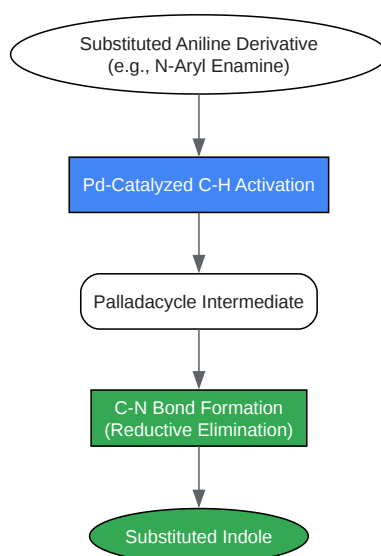 Substituted Aniline Derivative
(e.g., N-Aryl Enamine)
Pd-Catalyzed C-H Activation
Palladacycle Intermediate
C-N Bond Formation
(Reductive Elimination)
Substituted Indole